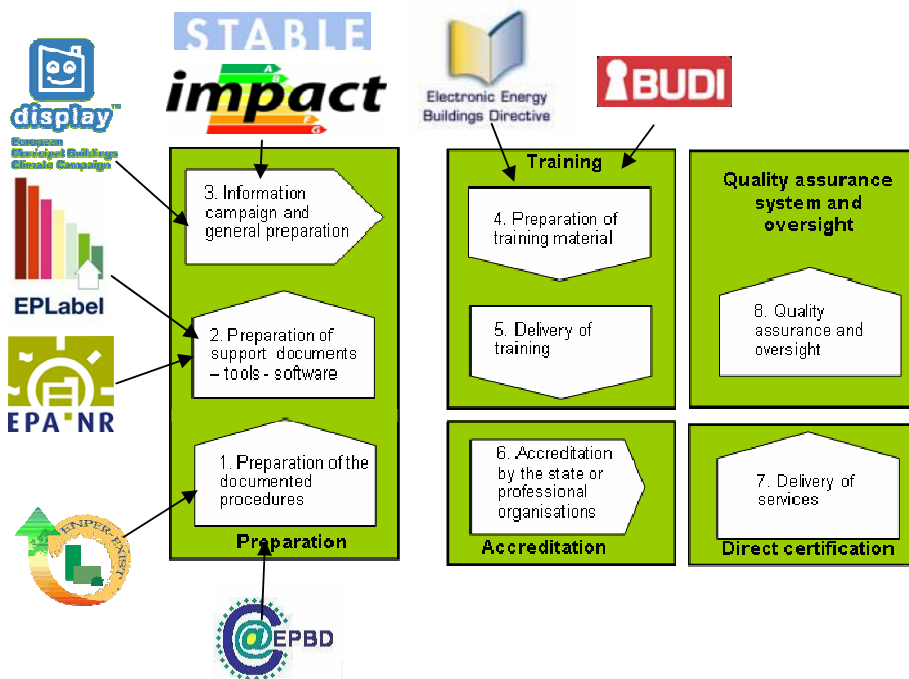 STABLE
impact
A
B
F
G
display™
European
Municipal Buildings
Climate Campaign
Electronic Energy
Buildings Directive
BUDI
3. Information
campaign and
general preparation
EPLabel
2. Preparation of
support documents
– tools - software
EPA NR
1. Preparation of the
documented
procedures
Preparation
ENPER-EXIST
@EPBD
Training
4. Preparation of
training material
5. Delivery of
training
6. Accreditation
by the state or
professional
organisations
Accreditation
Quality assurance
system and
oversight
8. Quality
assurance and
oversight
7. Delivery of
services
Direct certification